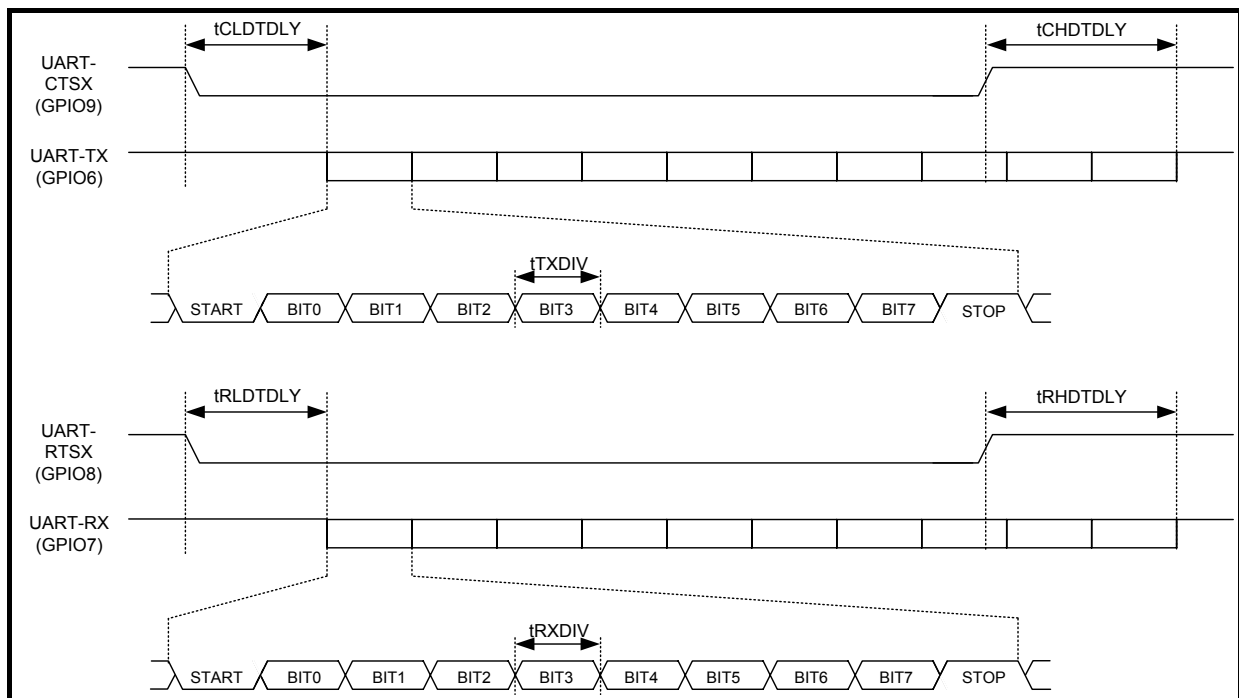 tCLDTDLY
tCHDTDLY
UART-
CTSX
(GPIO9)
UART-TX
(GPIO6)
tTXDIV
START BIT0 BIT1 BIT2 BIT3 BIT4 BIT5 BIT6 BIT7 STOP
tRLDTDLY
tRHDTDLY
UART-
RTSX
(GPIO8)
UART-RX
(GPIO7)
tRXDIV
START BIT0 BIT1 BIT2 BIT3 BIT4 BIT5 BIT6 BIT7 STOP